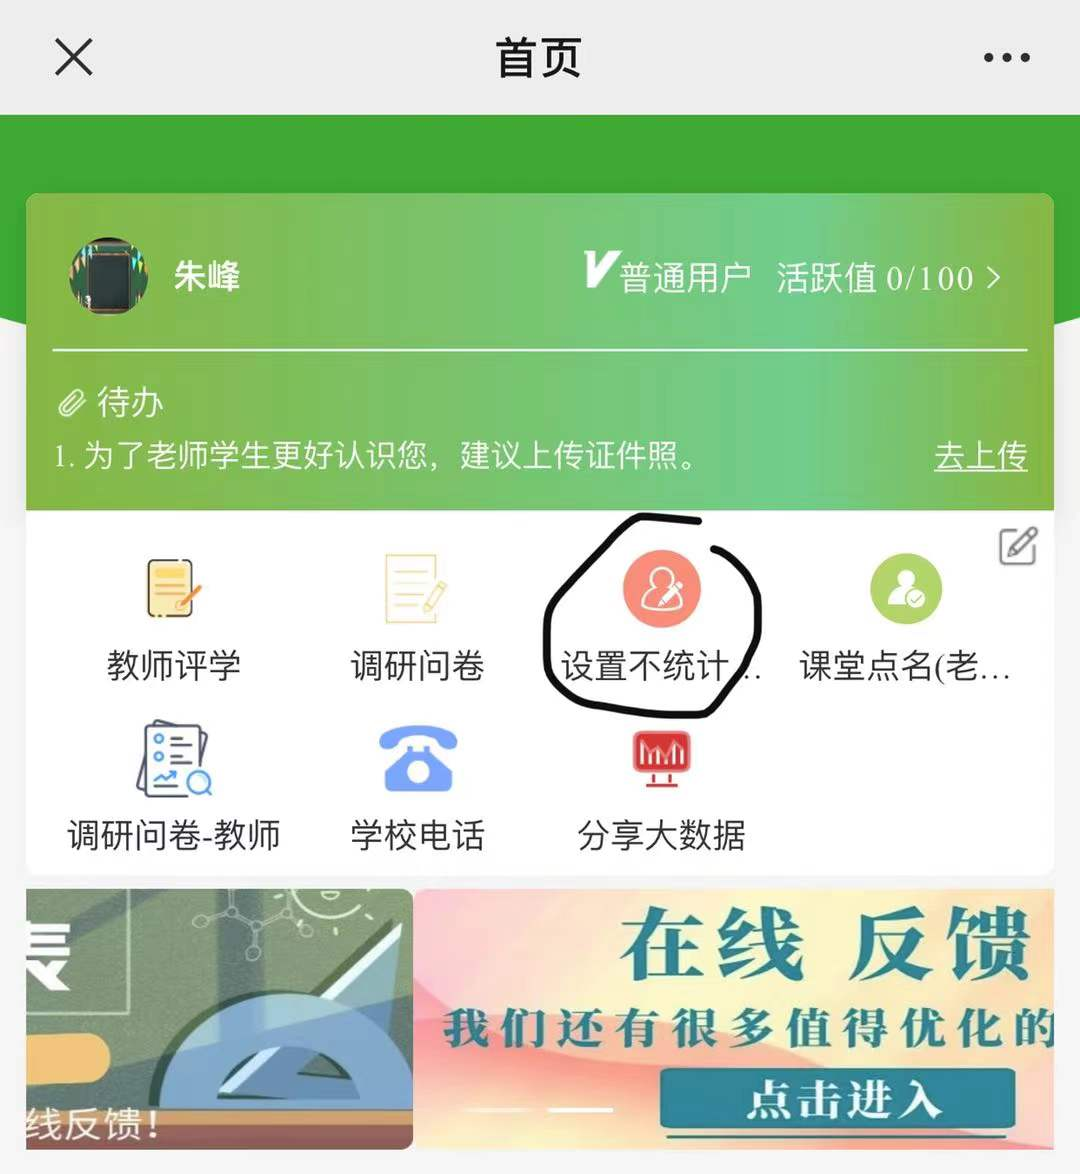 首页
朱峰
普通用户 活跃值 0/100
待办
1. 为了老师学生更好认识您，建议上传证件照。 去上传
教师评学 调研问卷 设置不统计... 课堂点名(老...
调研问卷-教师 学校电话 分享大数据
在线 反馈
我们还有很多值得优化的
点击进入
线反馈！